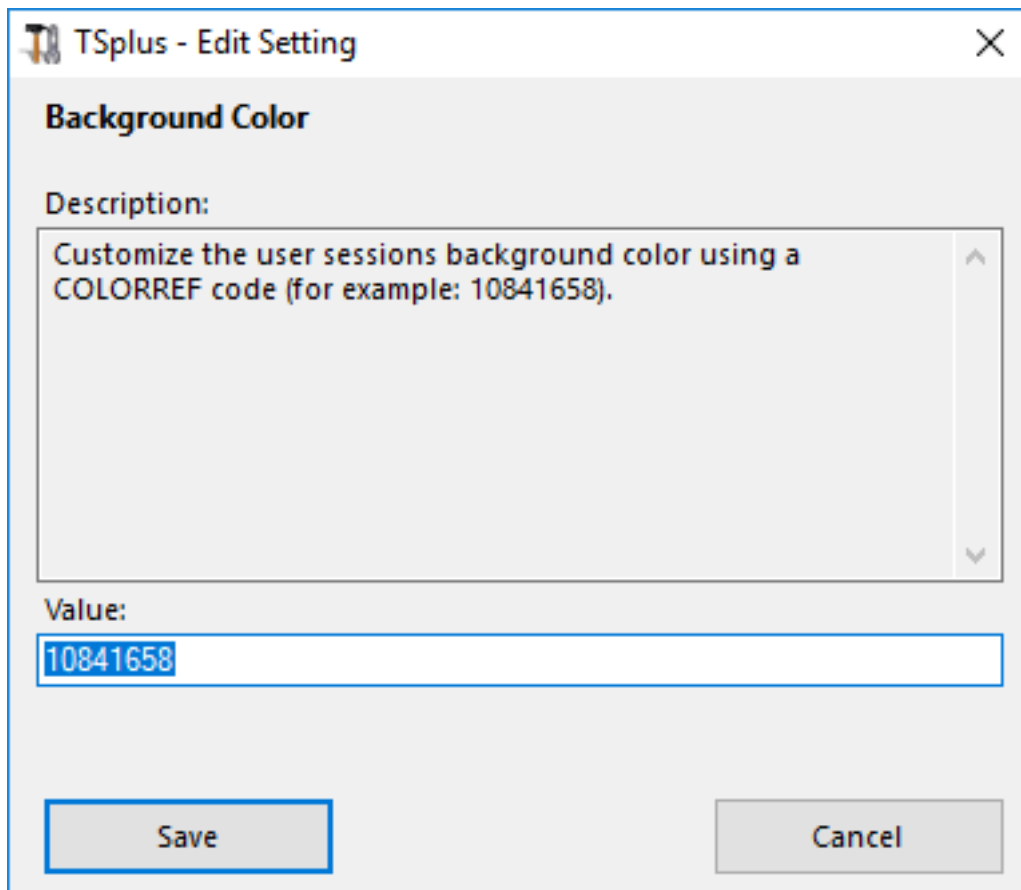 TSplus - Edit Setting
Background Color
Description:
Customize the user sessions background color using a
COLORREF code (for example: 10841658).
Value:
10841658
Save
Cancel